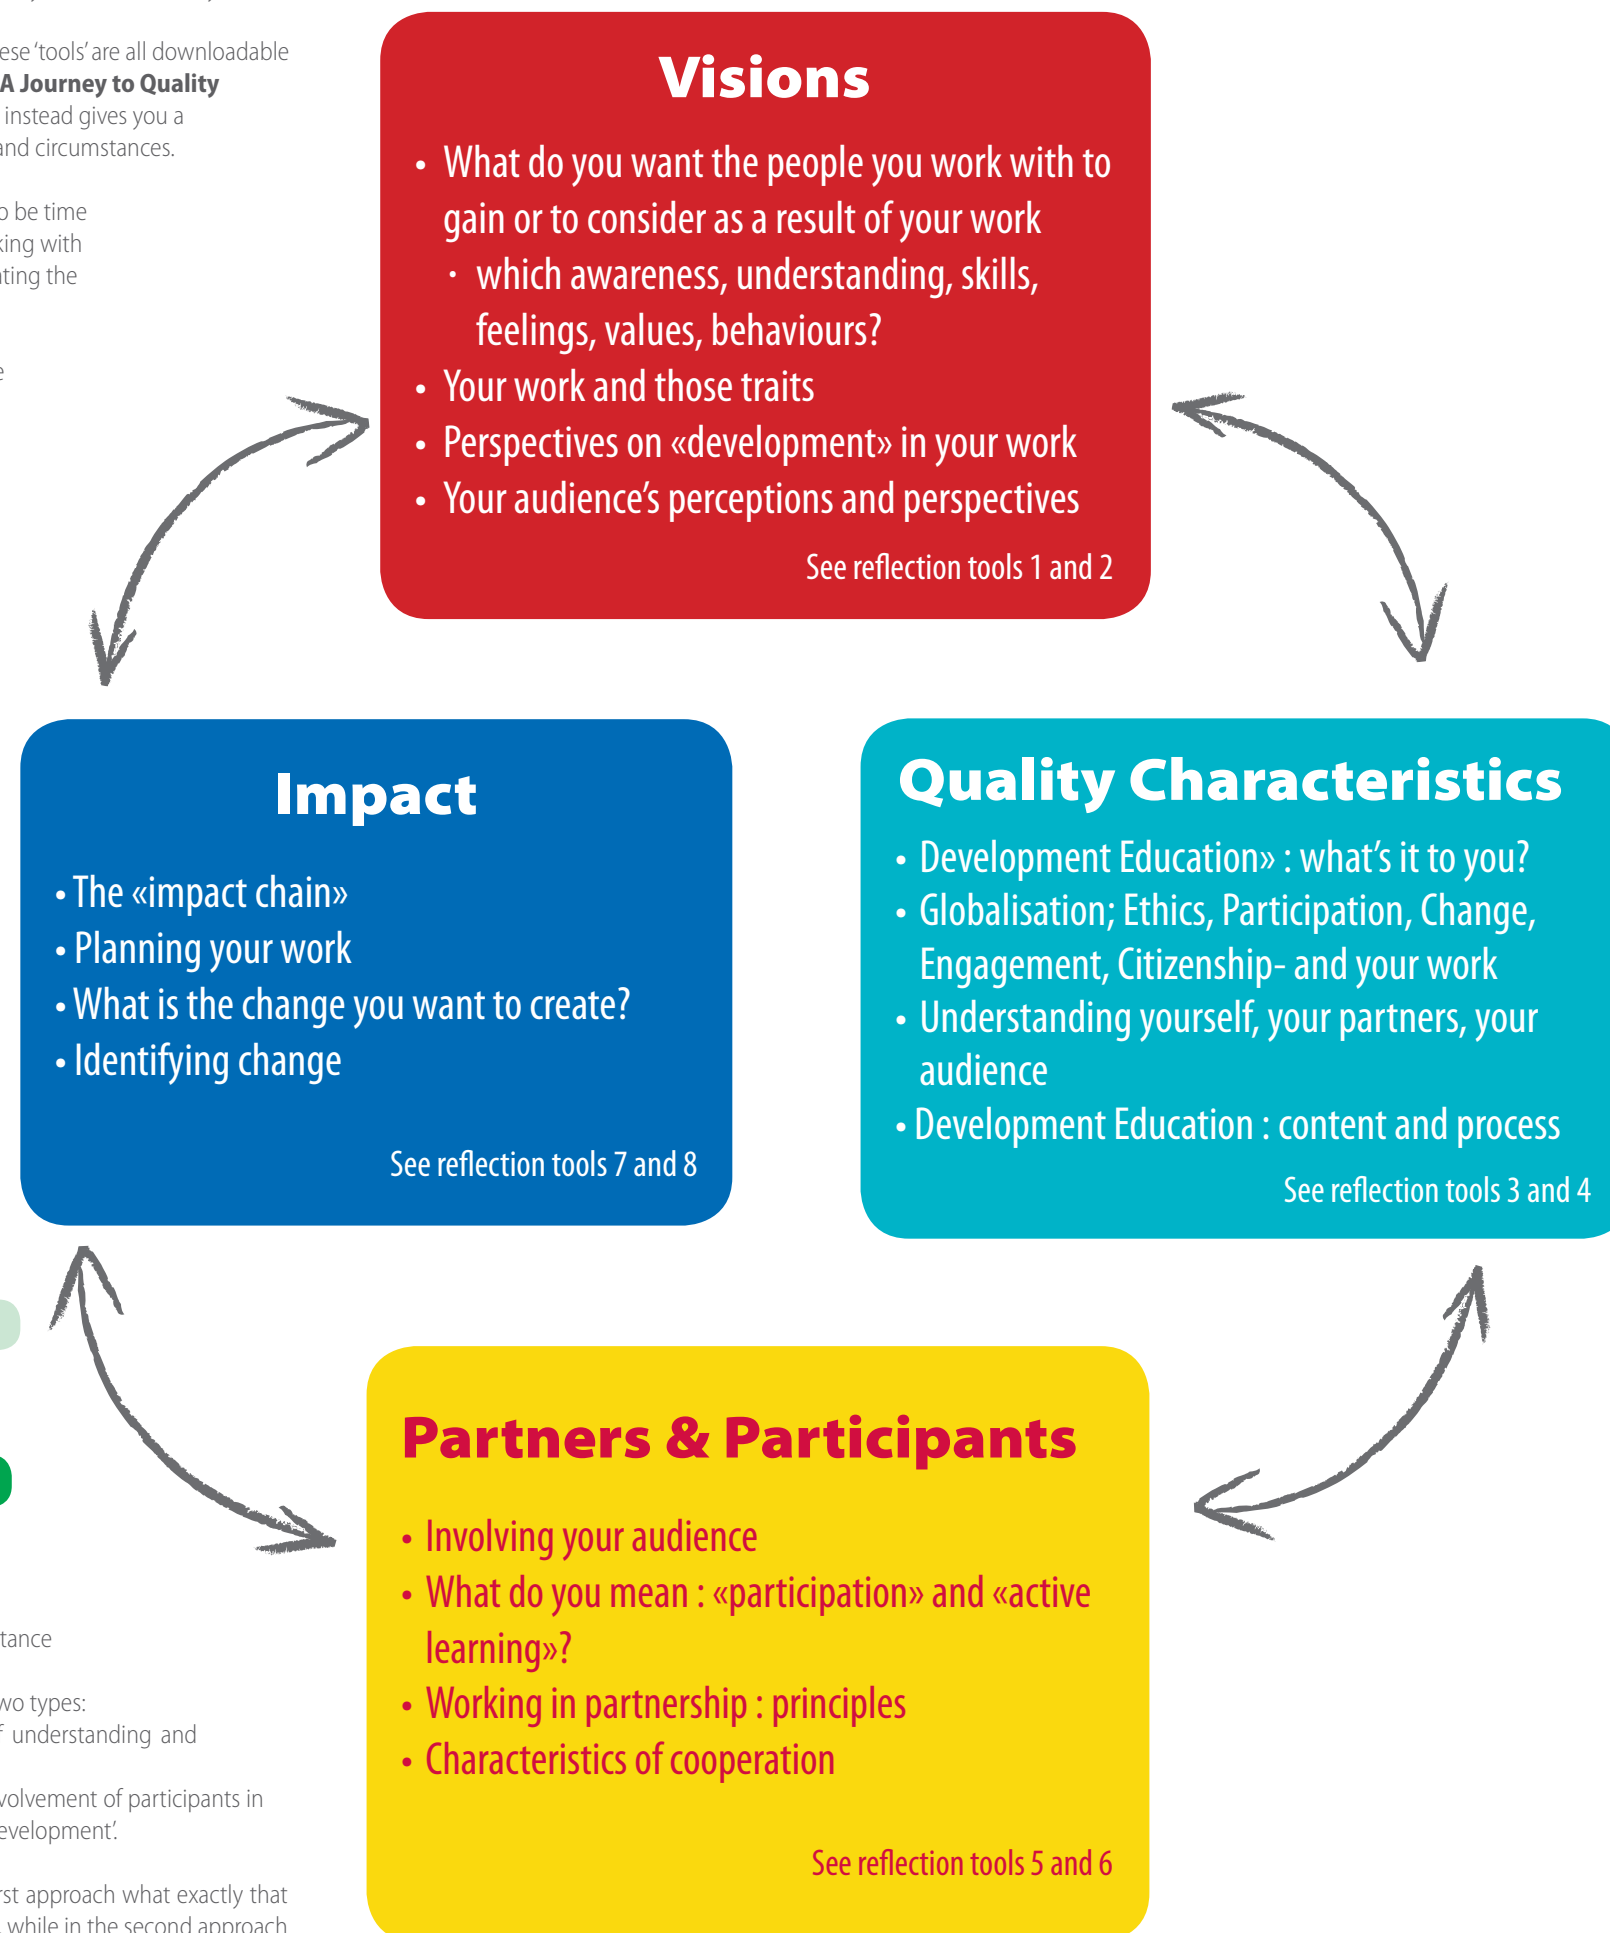 ese ‘tools’ are all downloadable
A Journey to Quality
instead gives you a
and circumstances.
o be time
king with
ating the
e
Visions
• What do you want the people you work with to
gain or to consider as a result of your work
· which awareness, understanding, skills,
feelings, values, behaviours?
• Your work and those traits
• Perspectives on «development» in your work
• Your audience’s perceptions and perspectives
See reflection tools 1 and 2
Impact
• The «impact chain»
• Planning your work
• What is the change you want to create?
• Identifying change
See reflection tools 7 and 8
Quality Characteristics
• Development Education» : what’s it to you?
• Globalisation; Ethics, Participation, Change,
Engagement, Citizenship- and your work
• Understanding yourself, your partners, your
audience
• Development Education : content and process
See reflection tools 3 and 4
Partners & Participants
• Involving your audience
• What do you mean : «participation» and «active
learning»?
• Working in partnership : principles
• Characteristics of cooperation
See reflection tools 5 and 6
tance
wo types:
f understanding and
volvement of participants in
evelopment’.
rst approach what exactly that
while in the second approach